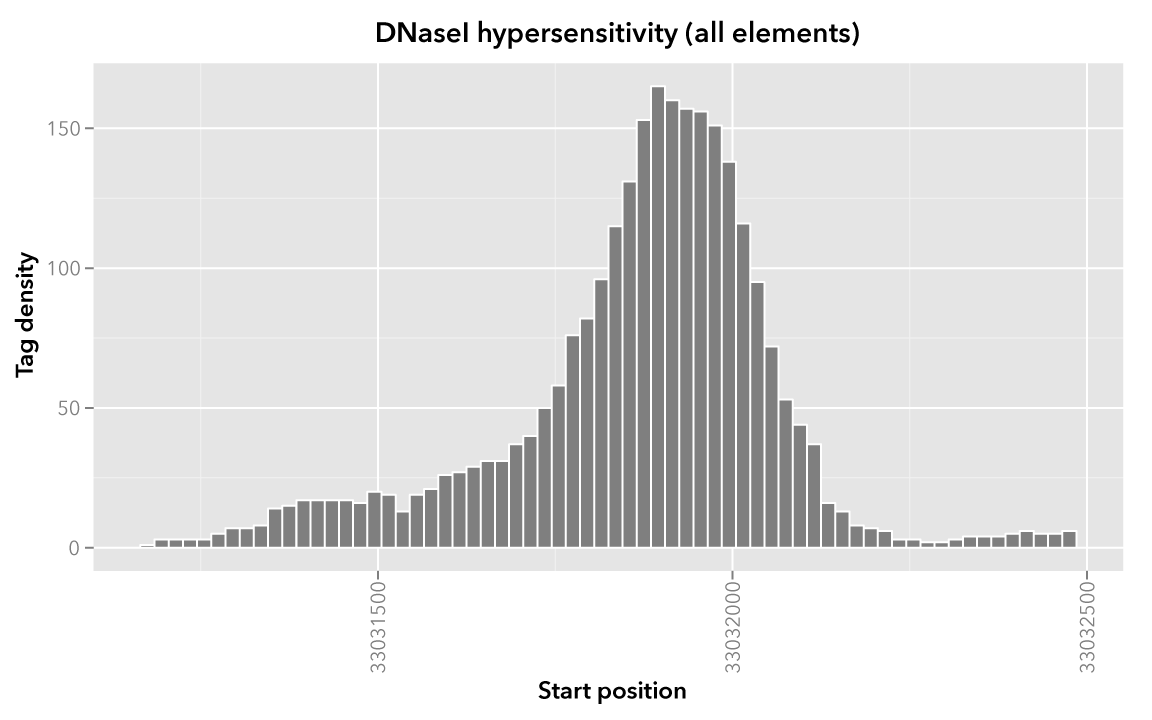 DNaseI hypersensitivity (all elements)
150
100
50
0
Tag density
33031500
33032000
33032500
Start position